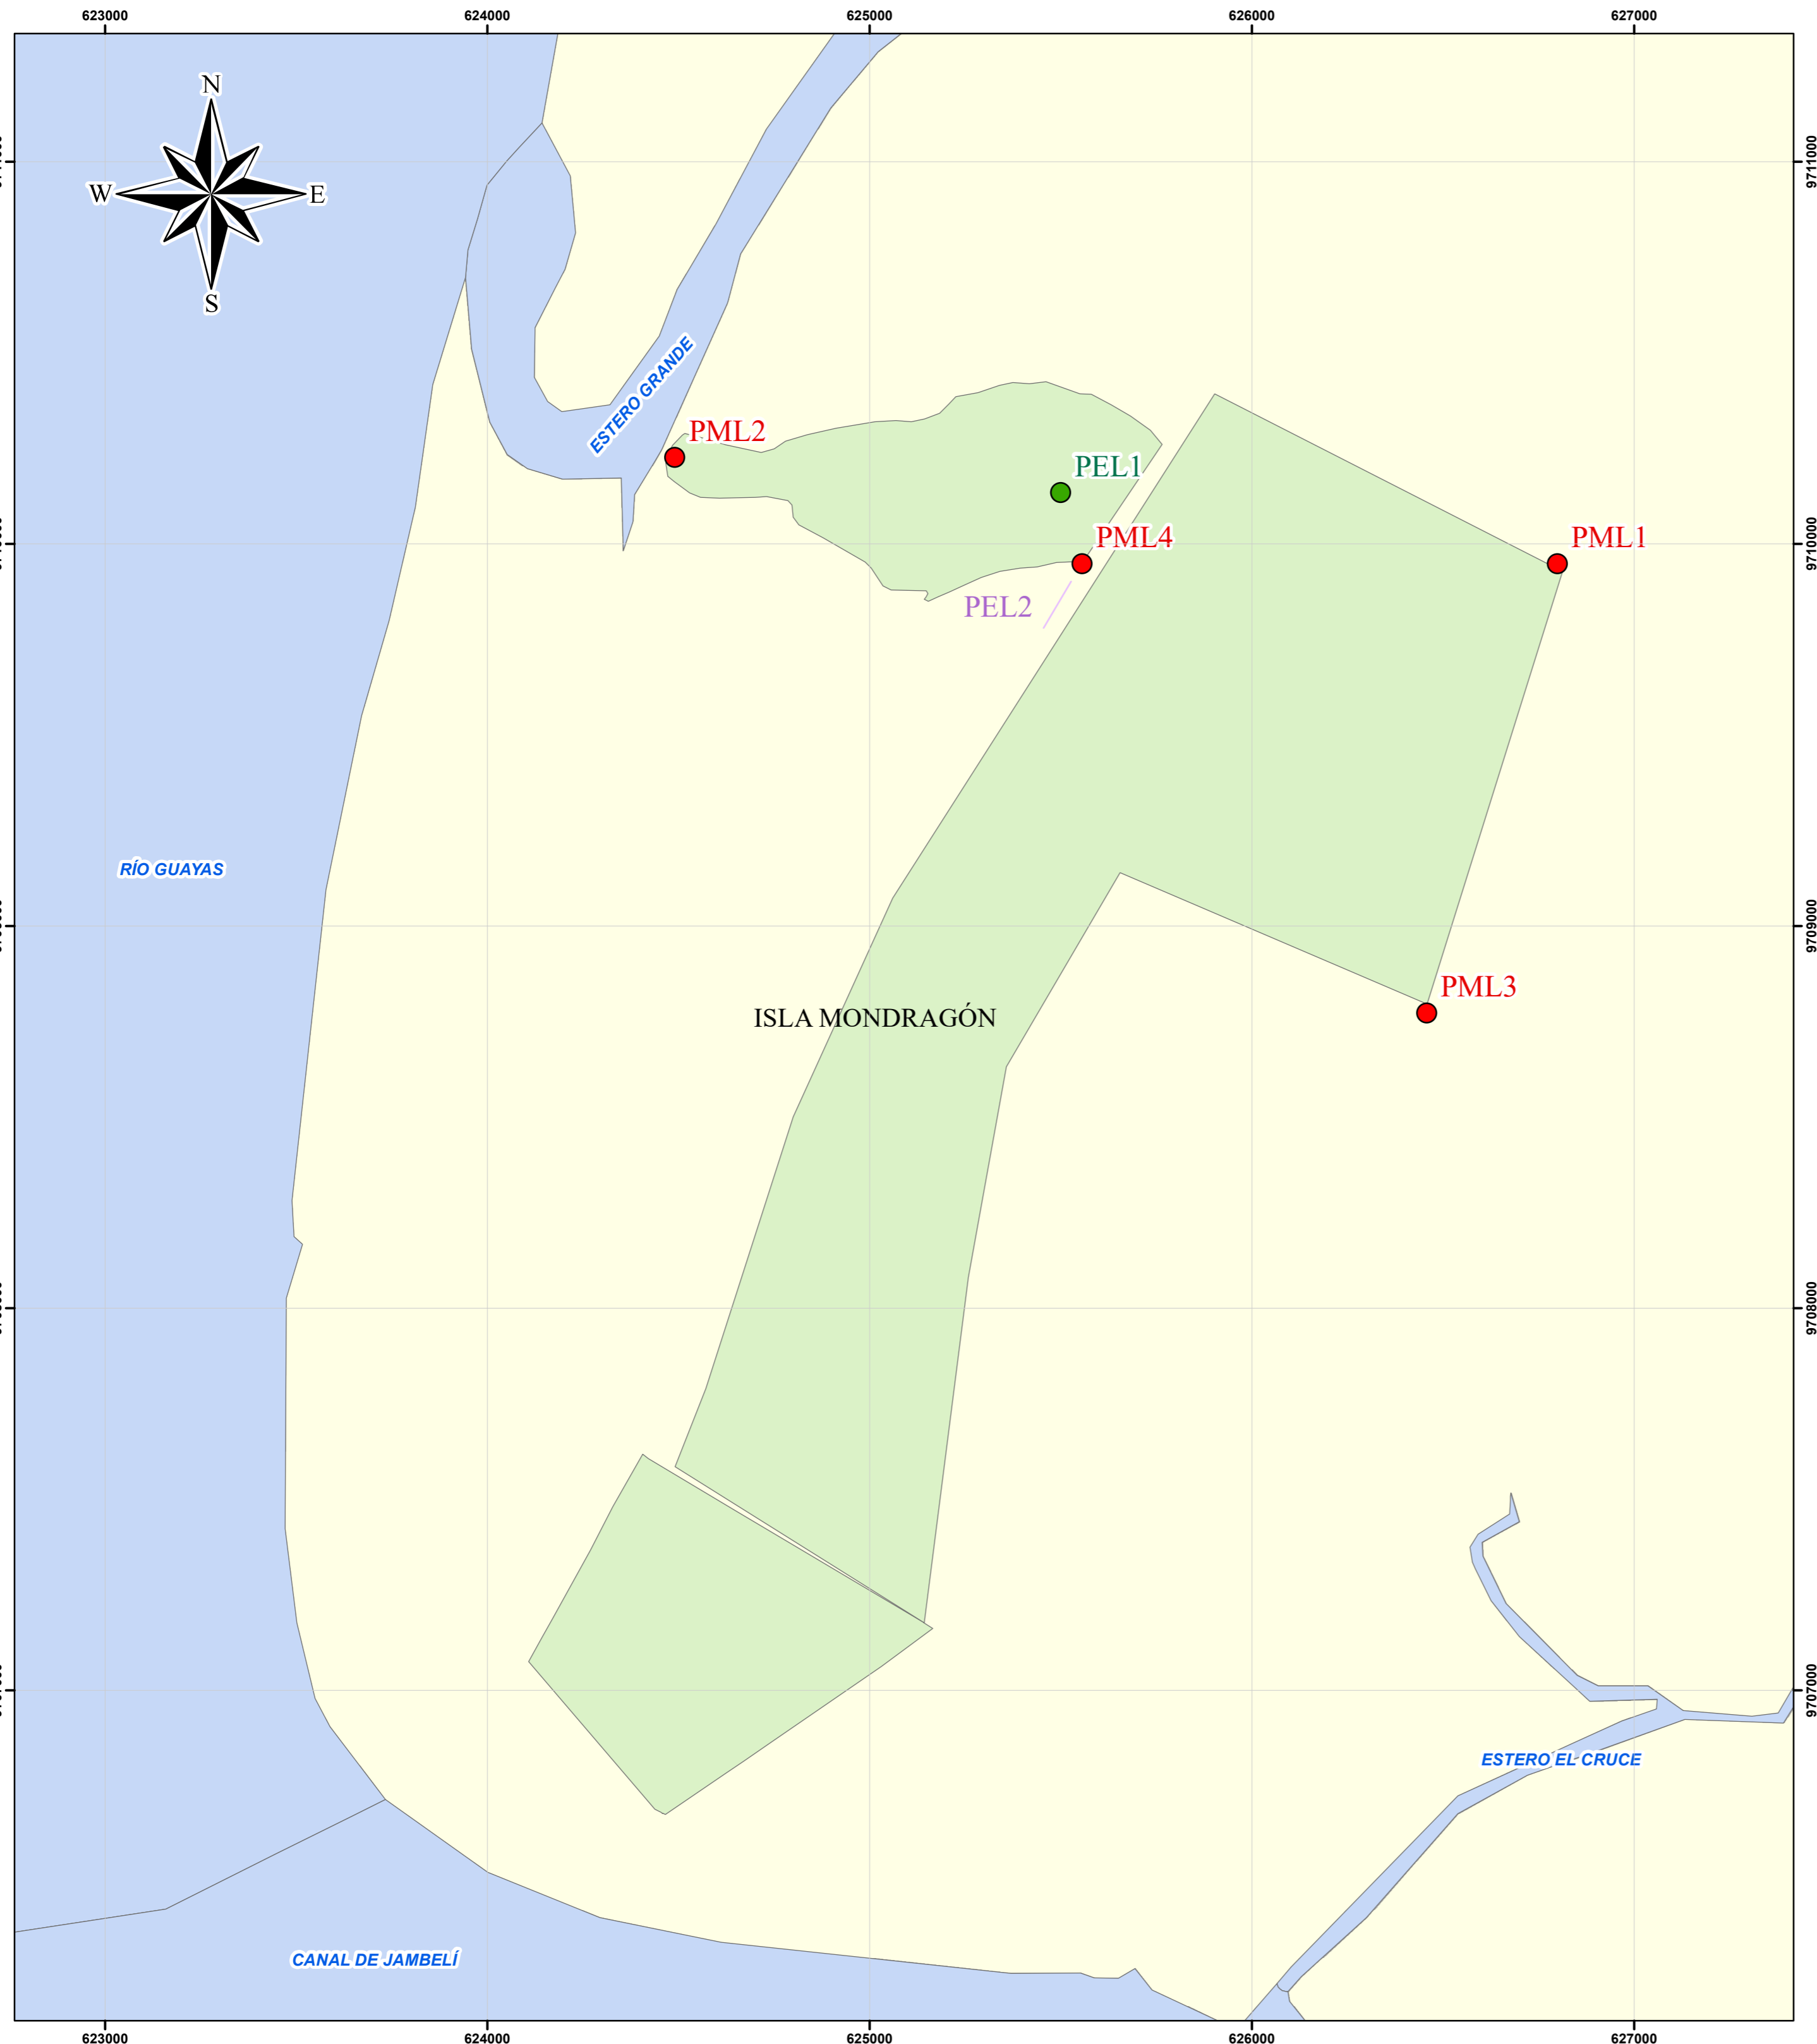 623000 624000 625000 626000 627000
N
W E
S
9711000
ESTERO GRANDE
PML2
PEL1
PML4
PML1
9710000
PEL2
RÍO GUAYAS
9709000
PML3
ISLA MONDRAGÓN
9708000
9707000
ESTERO EL CRUCE
CANAL DE JAMBELÍ
623000 624000 625000 626000 627000